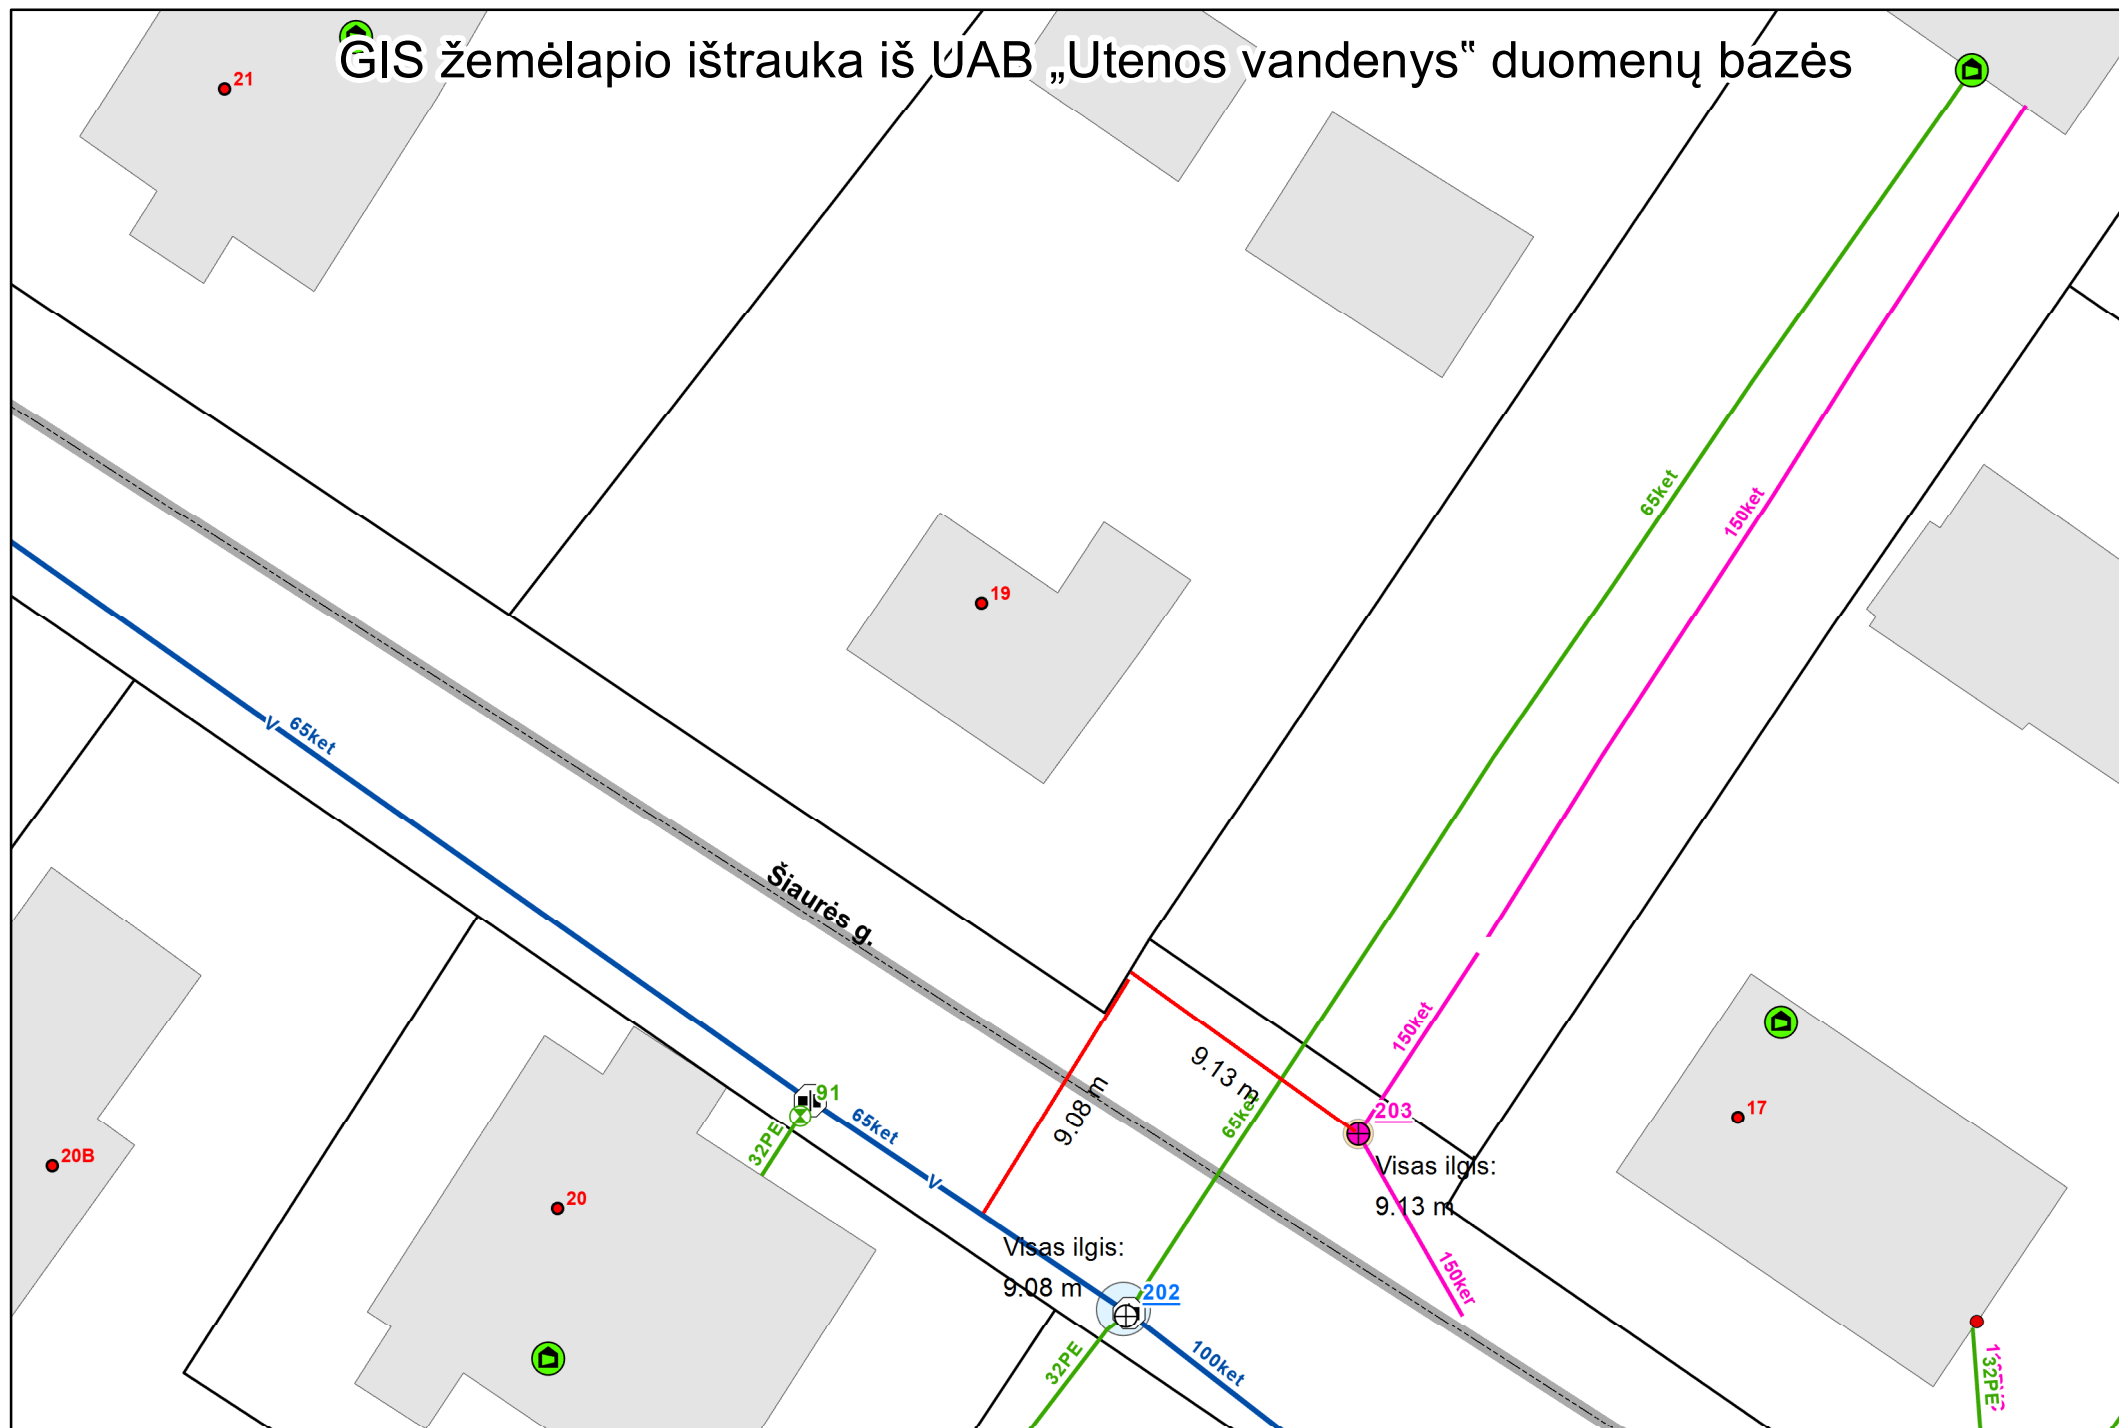 GIS žemėlapio ištrauka iš UAB „Utenos vandenys“ duomenų bazės
21
65ket
150ket
19
65ket
Šiaurės g.
150ket
9.13 m
91
203
9.08 m
65ket
65ket
17
32PE
20B
Visas ilgis:
9.13 m
20
Visas ilgis:
9.08 m
202
150ker
100ket
32PE
32PE